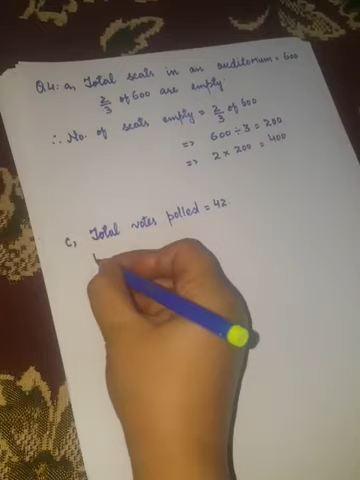 Q4: a, Total seats in an auditorium = 600
2/3 of 600 are empty.
∴ No. of seats empty = 2/3 of 600
=> 600 ÷ 3 = 200
=> 2 × 200 = 400
c, Total votes polled = 42.